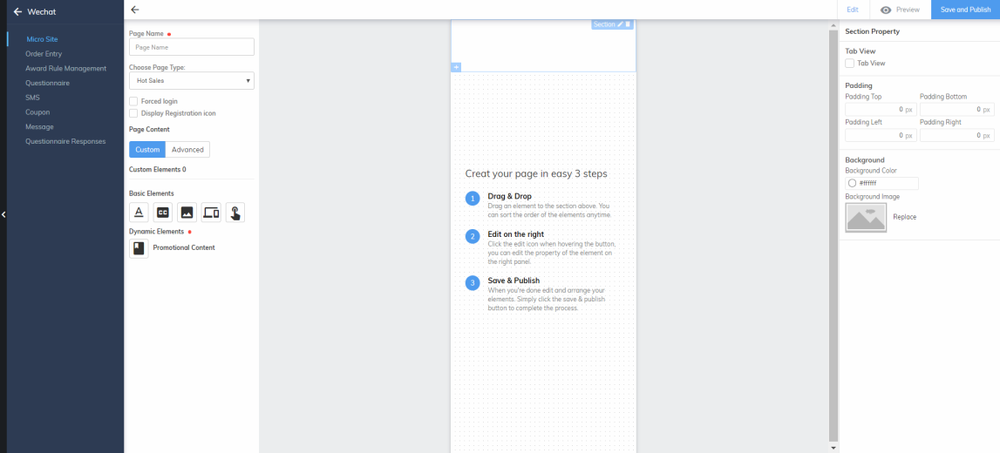 Wechat
Micro Site
Order Entry
Award Rule Management
Questionnaire
SMS
Coupon
Message
Questionnaire Responses
Page Name
Page Name
Choose Page Type:
Hot Sales
Forced login
Display Registration icon
Page Content
Custom Advanced
Custom Elements 0
Basic Elements
A CC
Dynamic Elements
Promotional Content
Section
+
Creat your page in easy 3 steps
1 Drag & Drop
Drag an element to the section above. You
can sort the order of the elements anytime.
2 Edit on the right
Click the edit icon when hovering the button,
you can edit the property of the element on
the right panel.
3 Save & Publish
When you're done edit and arrange your
elements. Simply click the save & publish
button to complete the process.
Edit Preview Save and Publish
Section Property
Tab View
Tab View
Padding
Padding Top Padding Bottom
0 px 0 px
Padding Left Padding Right
0 px 0 px
Background
Background Color
#ffffff
Background Image
Replace